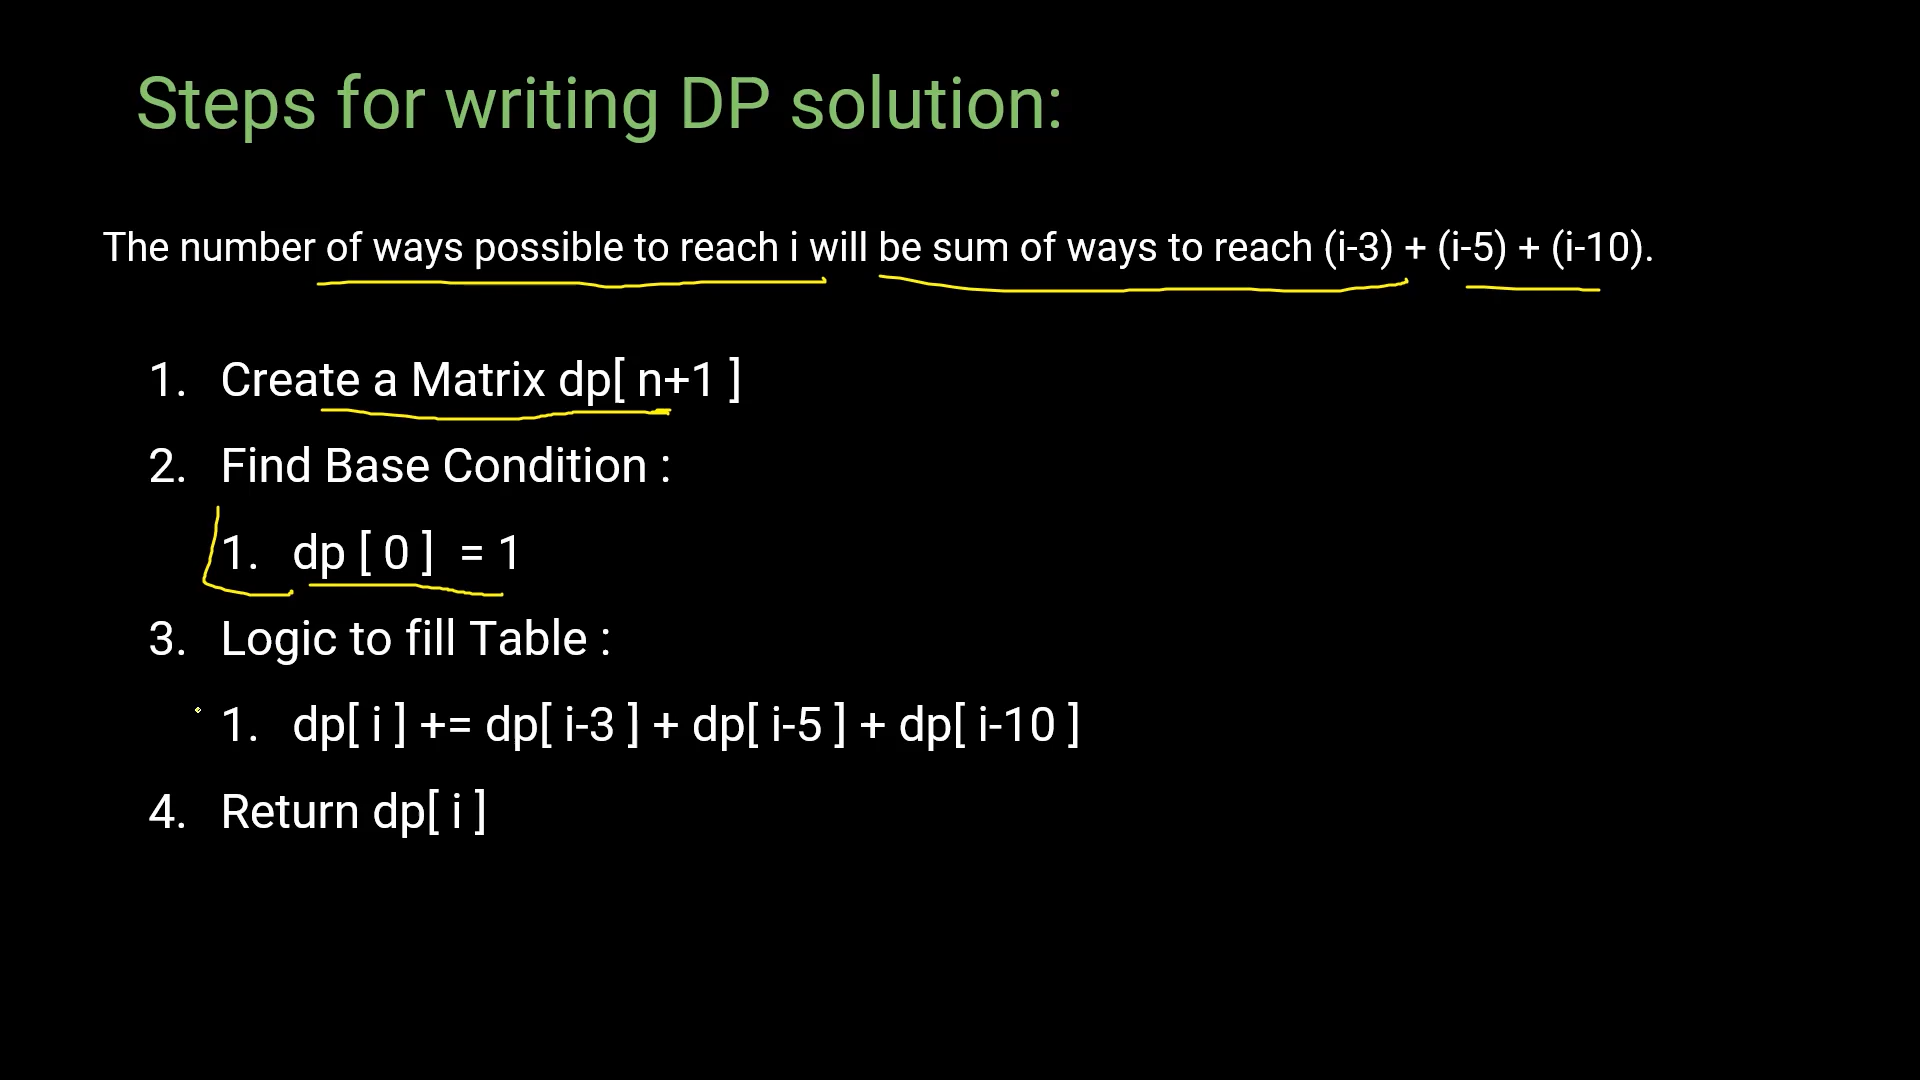 Steps for writing DP solution:
The number of ways possible to reach i will be sum of ways to reach (i-3) + (i-5) + (i-10).
1. Create a Matrix dp[ n+1 ]
2. Find Base Condition :
1. dp [ 0 ] = 1
3. Logic to fill Table :
1. dp[ i ] += dp[ i-3 ] + dp[ i-5 ] + dp[ i-10 ]
4. Return dp[ i ]